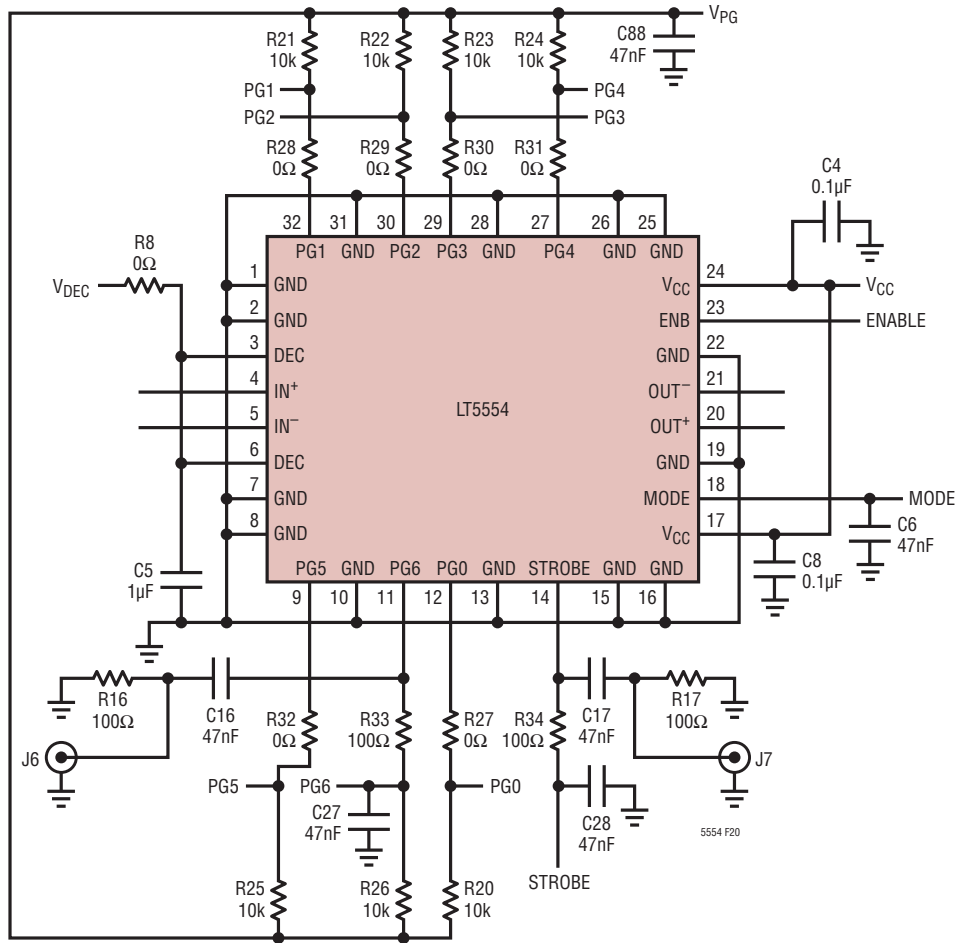 V_PG
R21
10k
R22
10k
R23
10k
R24
10k
C88
47nF
PG1
PG4
PG2
PG3
R28
0Ω
R29
0Ω
R30
0Ω
R31
0Ω
C4
0.1µF
32
31
30
29
28
27
26
25
PG1
GND
PG2
PG3
GND
PG4
GND
GND
R8
0Ω
V_DEC
1
GND
2
GND
3
DEC
4
IN⁺
5
IN⁻
6
DEC
7
GND
8
GND
LT5554
V_CC
24
V_CC
ENB
23
ENABLE
GND
22
OUT⁻
21
OUT⁺
20
GND
19
MODE
18
MODE
V_CC
17
C6
47nF
C8
0.1µF
C5
1µF
PG5
GND
PG6
PG0
GND
STROBE
GND
GND
9
10
11
12
13
14
15
16
R16
100Ω
C16
47nF
R32
0Ω
R33
100Ω
R27
0Ω
R34
100Ω
C17
47nF
R17
100Ω
J6
J7
PG5
PG6
PG0
C27
47nF
C28
47nF
5554 F20
STROBE
R25
10k
R26
10k
R20
10k